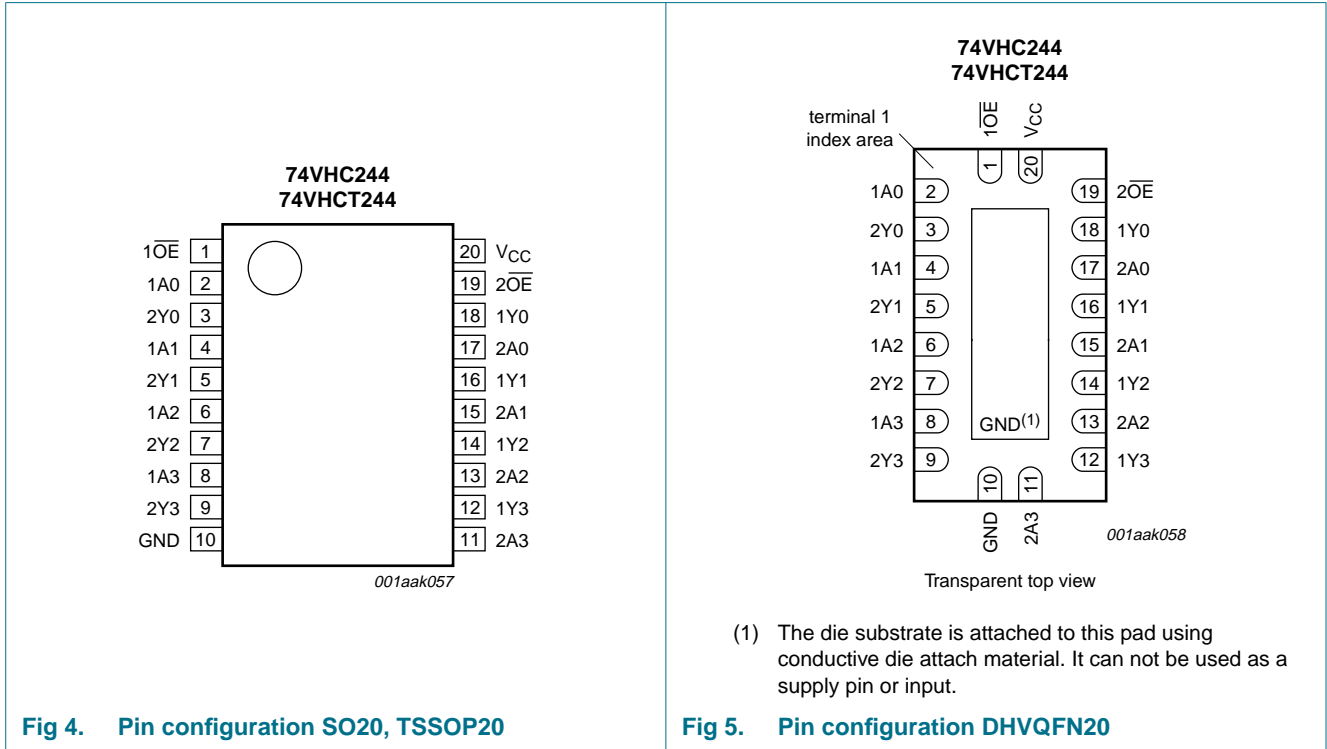 74VHC244
74VHCT244
1O̅E̅ 1
1A0 2
2Y0 3
1A1 4
2Y1 5
1A2 6
2Y2 7
1A3 8
2Y3 9
GND 10
20 VCC
19 2O̅E̅
18 1Y0
17 2A0
16 1Y1
15 2A1
14 1Y2
13 2A2
12 1Y3
11 2A3
001aak057
Fig 4. Pin configuration SO20, TSSOP20
74VHC244
74VHCT244
terminal 1
index area
1O̅E̅
VCC
1
20
1A0 2
2Y0 3
1A1 4
2Y1 5
1A2 6
2Y2 7
1A3 8
2Y3 9
19 2O̅E̅
18 1Y0
17 2A0
16 1Y1
15 2A1
14 1Y2
13 2A2
12 1Y3
GND(1)
10
11
GND
2A3
001aak058
Transparent top view
(1) The die substrate is attached to this pad using
conductive die attach material. It can not be used as a
supply pin or input.
Fig 5. Pin configuration DHVQFN20